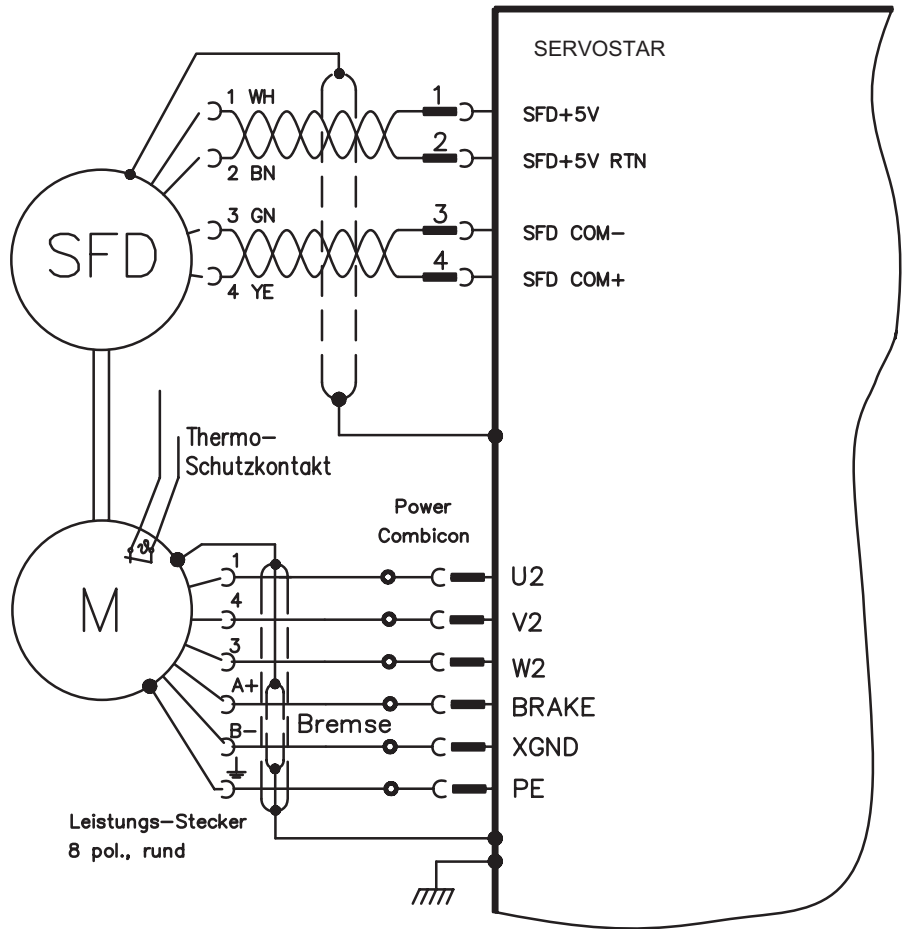 SERVOSTAR
1 WH
1
SFD+5V
2
SFD+5V RTN
2 BN
3 GN
3
SFD COM-
4
SFD COM+
4 YE
SFD
Thermo-
Schutzkontakt
ϑ
Power
Combicon
M
1
U2
4
V2
3
W2
A+
BRAKE
B-
Bremse
XGND
PE
Leistungs-Stecker
8 pol., rund